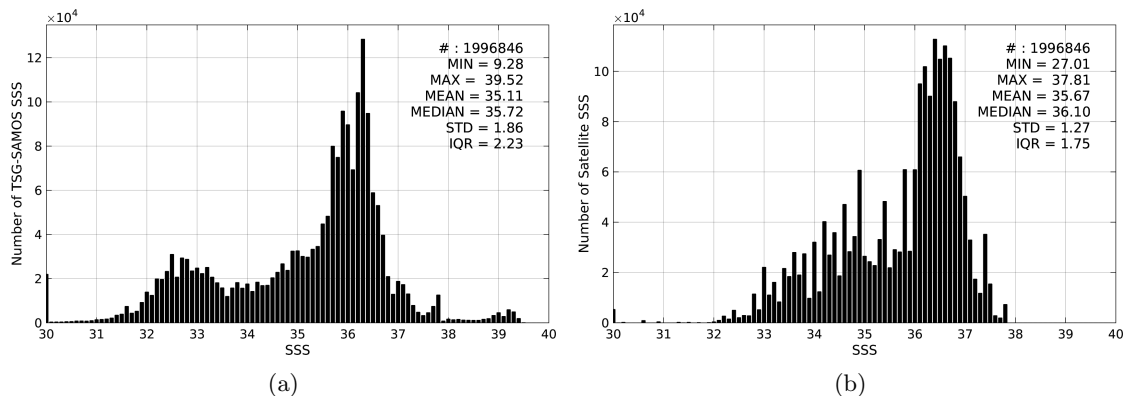 ×10⁴
Number of TSG-SAMOS SSS
12
10
8
6
4
2
0
# : 1996846
MIN = 9.28
MAX = 39.52
MEAN = 35.11
MEDIAN = 35.72
STD = 1.86
IQR = 2.23
30 31 32 33 34 35 36 37 38 39 40
SSS
(a)
×10⁴
Number of Satellite SSS
10
8
6
4
2
0
# : 1996846
MIN = 27.01
MAX = 37.81
MEAN = 35.67
MEDIAN = 36.10
STD = 1.27
IQR = 1.75
30 31 32 33 34 35 36 37 38 39 40
SSS
(b)